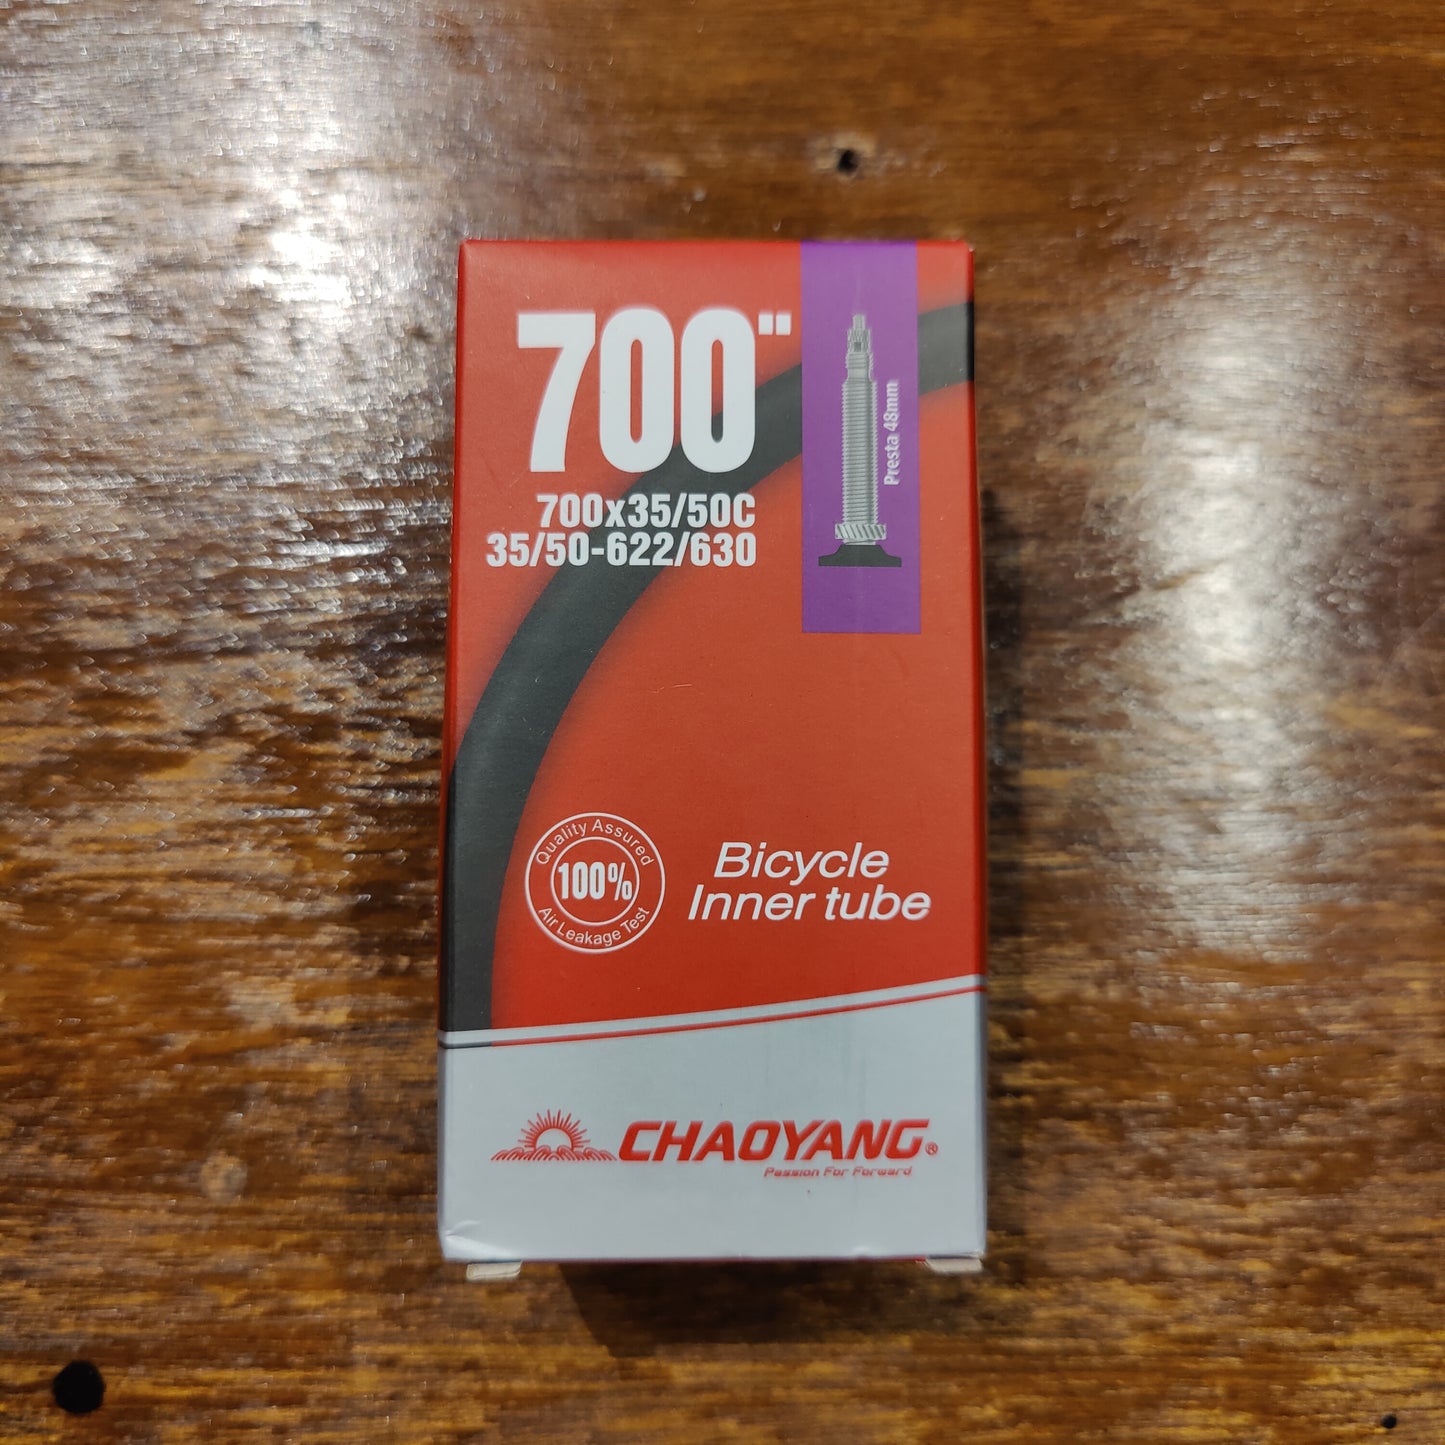 700"
700x35/50C
35/50-622/630
Presta 48mm
Quality Assured
100%
Air Leakage Test
Bicycle
Inner tube
CHAOYANG®
Passion For Forward